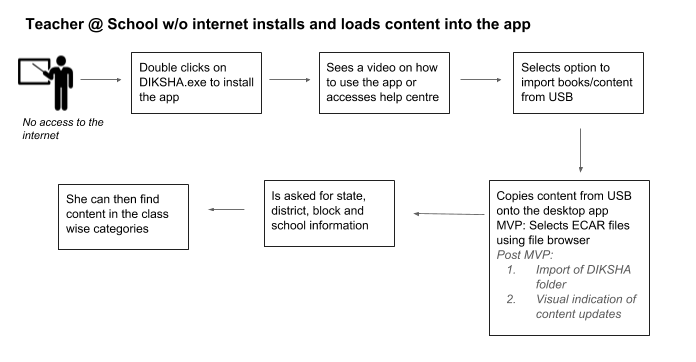 Teacher @ School w/o internet installs and loads content into the app
No access to the
internet
Double clicks on
DIKSHA.exe to install
the app
Sees a video on how
to use the app or
accesses help centre
Selects option to
import books/content
from USB
Copies content from USB
onto the desktop app
MVP: Selects ECAR files
using file browser
Post MVP:
1. Import of DIKSHA
folder
2. Visual indication of
content updates
Is asked for state,
district, block and
school information
She can then find
content in the class
wise categories